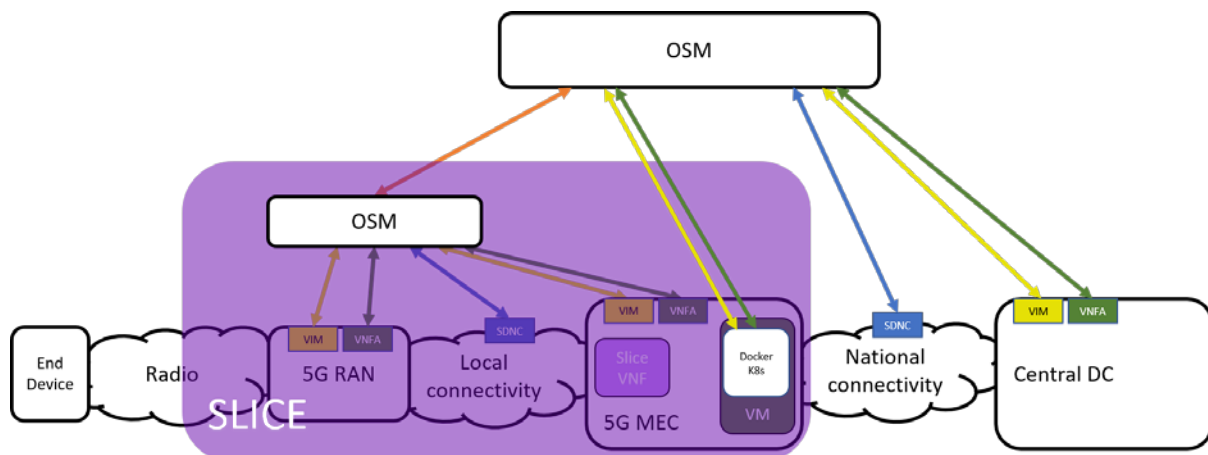 OSM
OSM
VIM
VNFA
SDNC
VIM
VNFA
SDNC
VIM
VNFA
End
Device
Radio
5G RAN
Local
connectivity
Slice
VNF
Docker
K8s
VM
5G MEC
National
connectivity
Central DC
SLICE